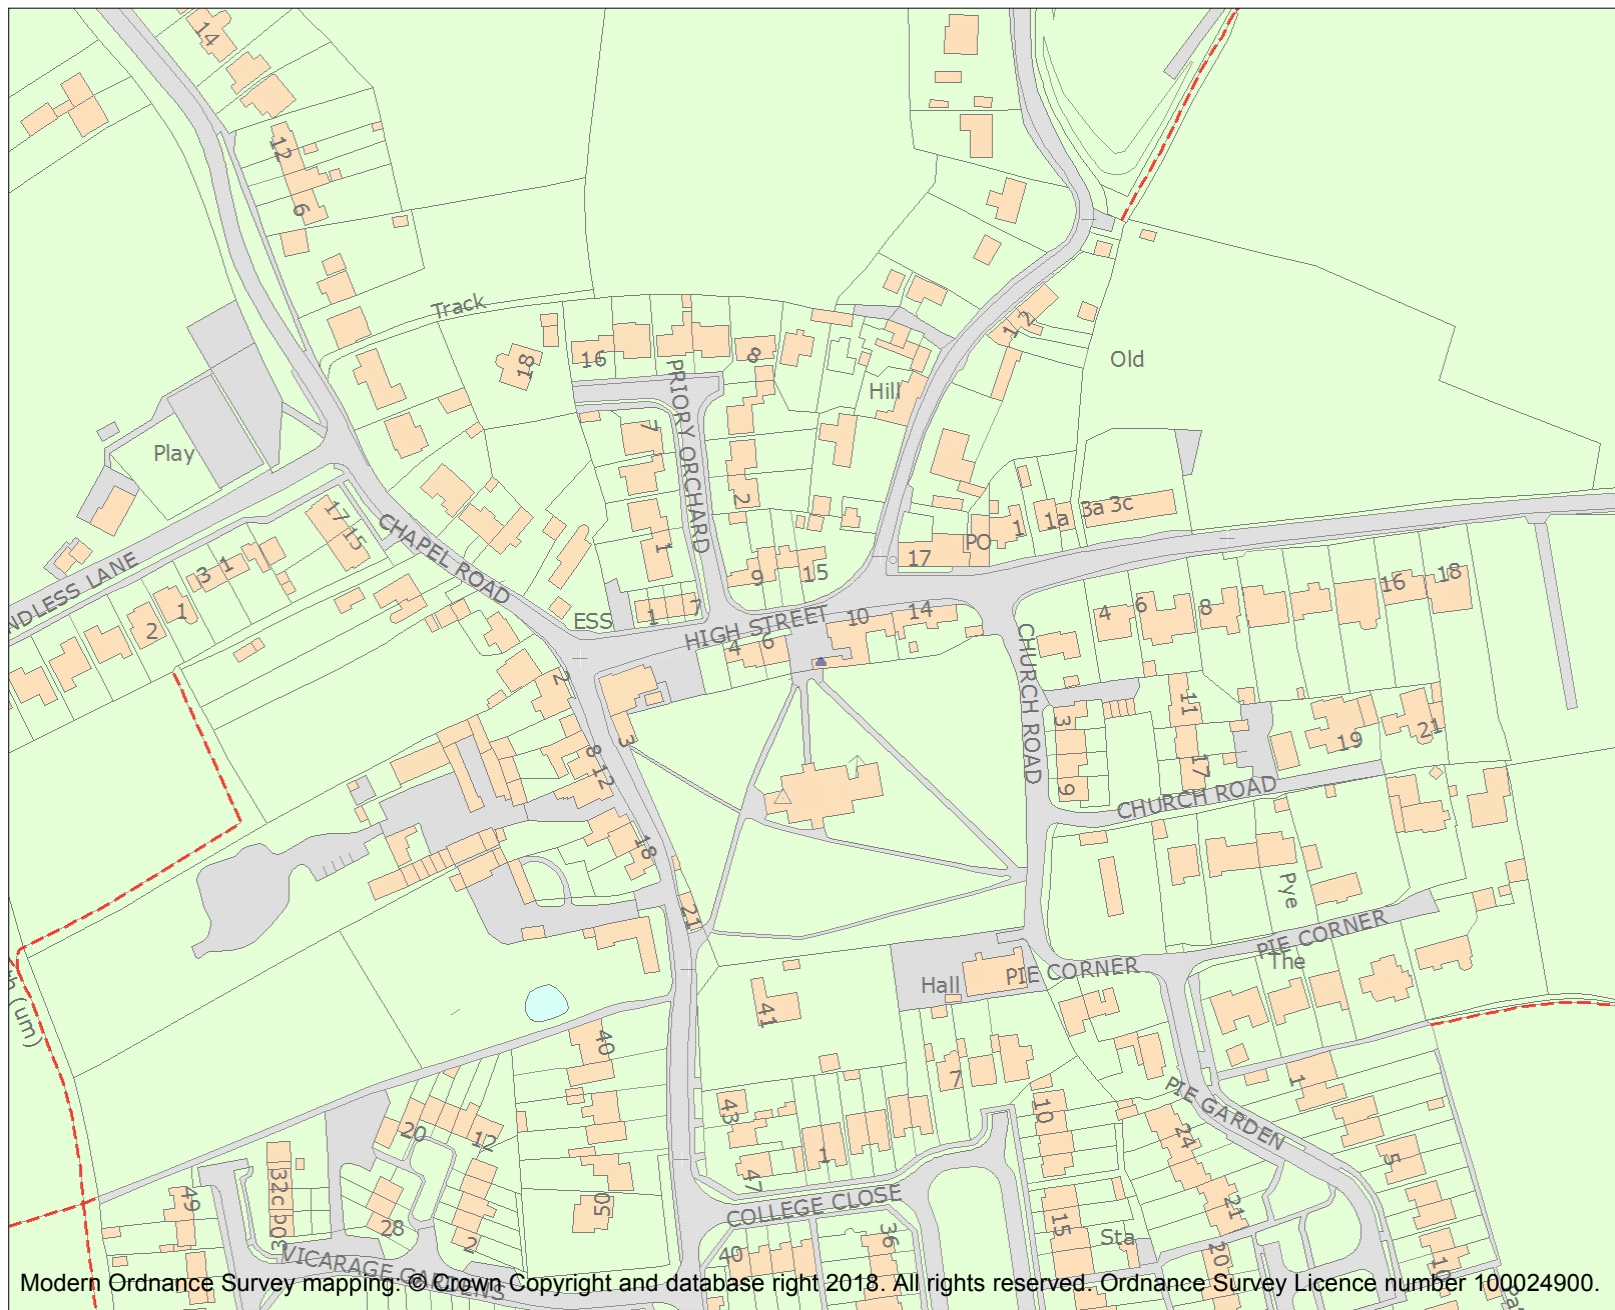 14
12
6
Track
18
16
8
1 2
Old
PRIORY ORCHARD
Hill
Play
7
2
1
17 15
CHAPEL ROAD
NDLESS LANE
3 1
1
2
ESS
1
7
9
15
17
PO
1
1a
3a 3c
HIGH STREET
4 6
10
14
4
6
8
16
18
CHURCH ROAD
2
3
8
12
18
21
3
9
11
17
19
21
CHURCH ROAD
Pye
PIE CORNER
The
PIE CORNER
Hall
41
40
7
10
1
PIE GARDEN
24
5
21
43
47
1
COLLEGE CLOSE
50
20
12
28
2
32c
30d
49
VICARAGE GARDENS
40
36
15
Sta
20
th (um)
Modern Ordnance Survey mapping: © Crown Copyright and database right 2018. All rights reserved. Ordnance Survey Licence number 100024900.